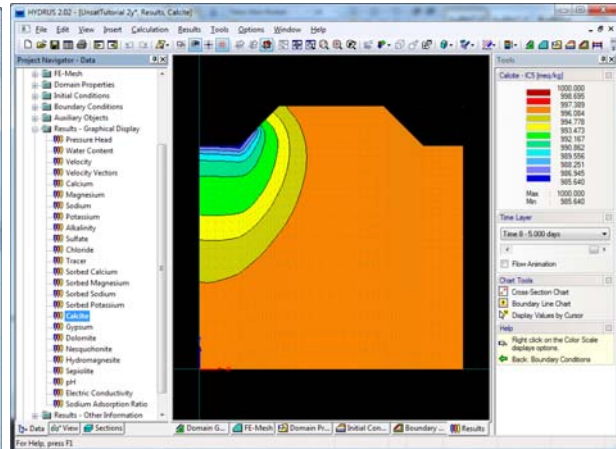 HYDRUS 2.02 - [UnsatTutorial 2y*, Results, Calcite]
File Edit View Insert Calculation Results Tools Options Window Help
Project Navigator - Data
FE-Mesh
Domain Properties
Initial Conditions
Boundary Conditions
Auxiliary Objects
Results - Graphical Display
Pressure Head
Water Content
Velocity
Velocity Vectors
Calcium
Magnesium
Sodium
Potassium
Alkalinity
Sulfate
Chloride
Tracer
Sorbed Calcium
Sorbed Magnesium
Sorbed Sodium
Sorbed Potassium
Calcite
Gypsum
Dolomite
Nesquohonite
Hydromagnesite
Sepiolite
pH
Electric Conductivity
Sodium Adsorption Ratio
Results - Other Information
Data View Sections
Domain G... FE-Mesh Domain Pr... Initial Con... Boundary ... Results
For Help, press F1
Tools
Calcite - IC5 [meq/kg]
1000.000
998.695
997.389
996.084
994.778
993.473
992.167
990.862
989.556
988.251
986.945
985.640
Max : 1000.000
Min : 985.640
Time Layer
Time 8 - 5.000 days
Flow Animation
Chart Tools
Cross-Section Chart
Boundary Line Chart
Display Values by Cursor
Help
Right click on the Color Scale
displays options.
Back: Boundary Conditions